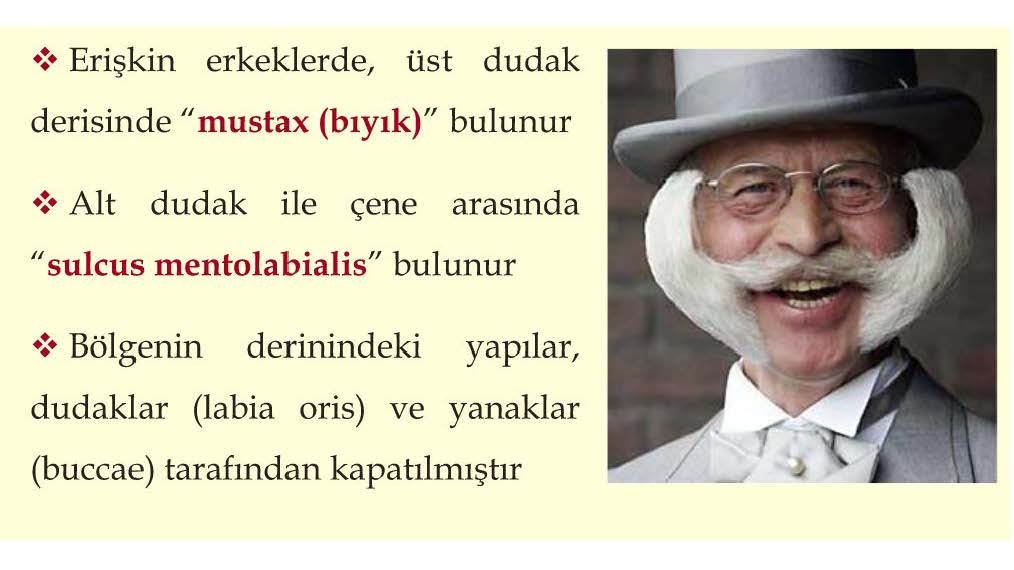 ❖ Erişkin erkeklerde, üst dudak
derisinde “mustax (bıyık)” bulunur
❖ Alt dudak ile çene arasında
“sulcus mentolabialis” bulunur
❖ Bölgenin derinindeki yapılar,
dudaklar (labia oris) ve yanaklar
(buccae) tarafından kapatılmıştır